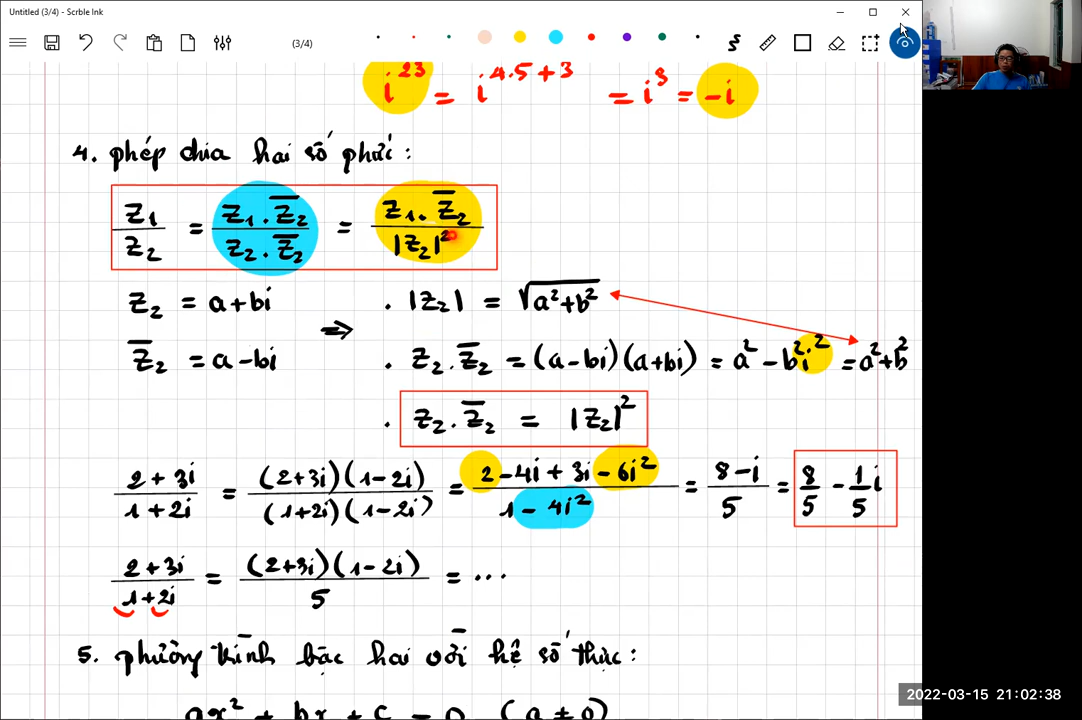 Untitled (3/4) - Scrble Ink
(3/4)
i^23 = i^(4.5+3) = i^3 = -i
4. phép chia hai số phức:
z₁/z₂ = (z₁.z̅₂)/(z₂.z̅₂) = (z₁.z̅₂)/|z₂|²
z₂ = a+bi ⇒ . |z₂| = √(a²+b²)
z̅₂ = a-bi . z₂.z̅₂ = (a-bi)(a+bi) = a² - b²i² = a²+b²
. z₂.z̅₂ = |z₂|²
(2+3i)/(1+2i) = ((2+3i)(1-2i))/((1+2i)(1-2i)) = (2-4i+3i-6i²)/(1-4i²) = (8-i)/5 = 8/5 - 1/5 i
(2+3i)/(1+2i) = ((2+3i)(1-2i))/5 = ...
5. phương trình bậc hai với hệ số thực:
ax² + bx + c = 0 (a ≠ 0)
2022-03-15 21:02:38